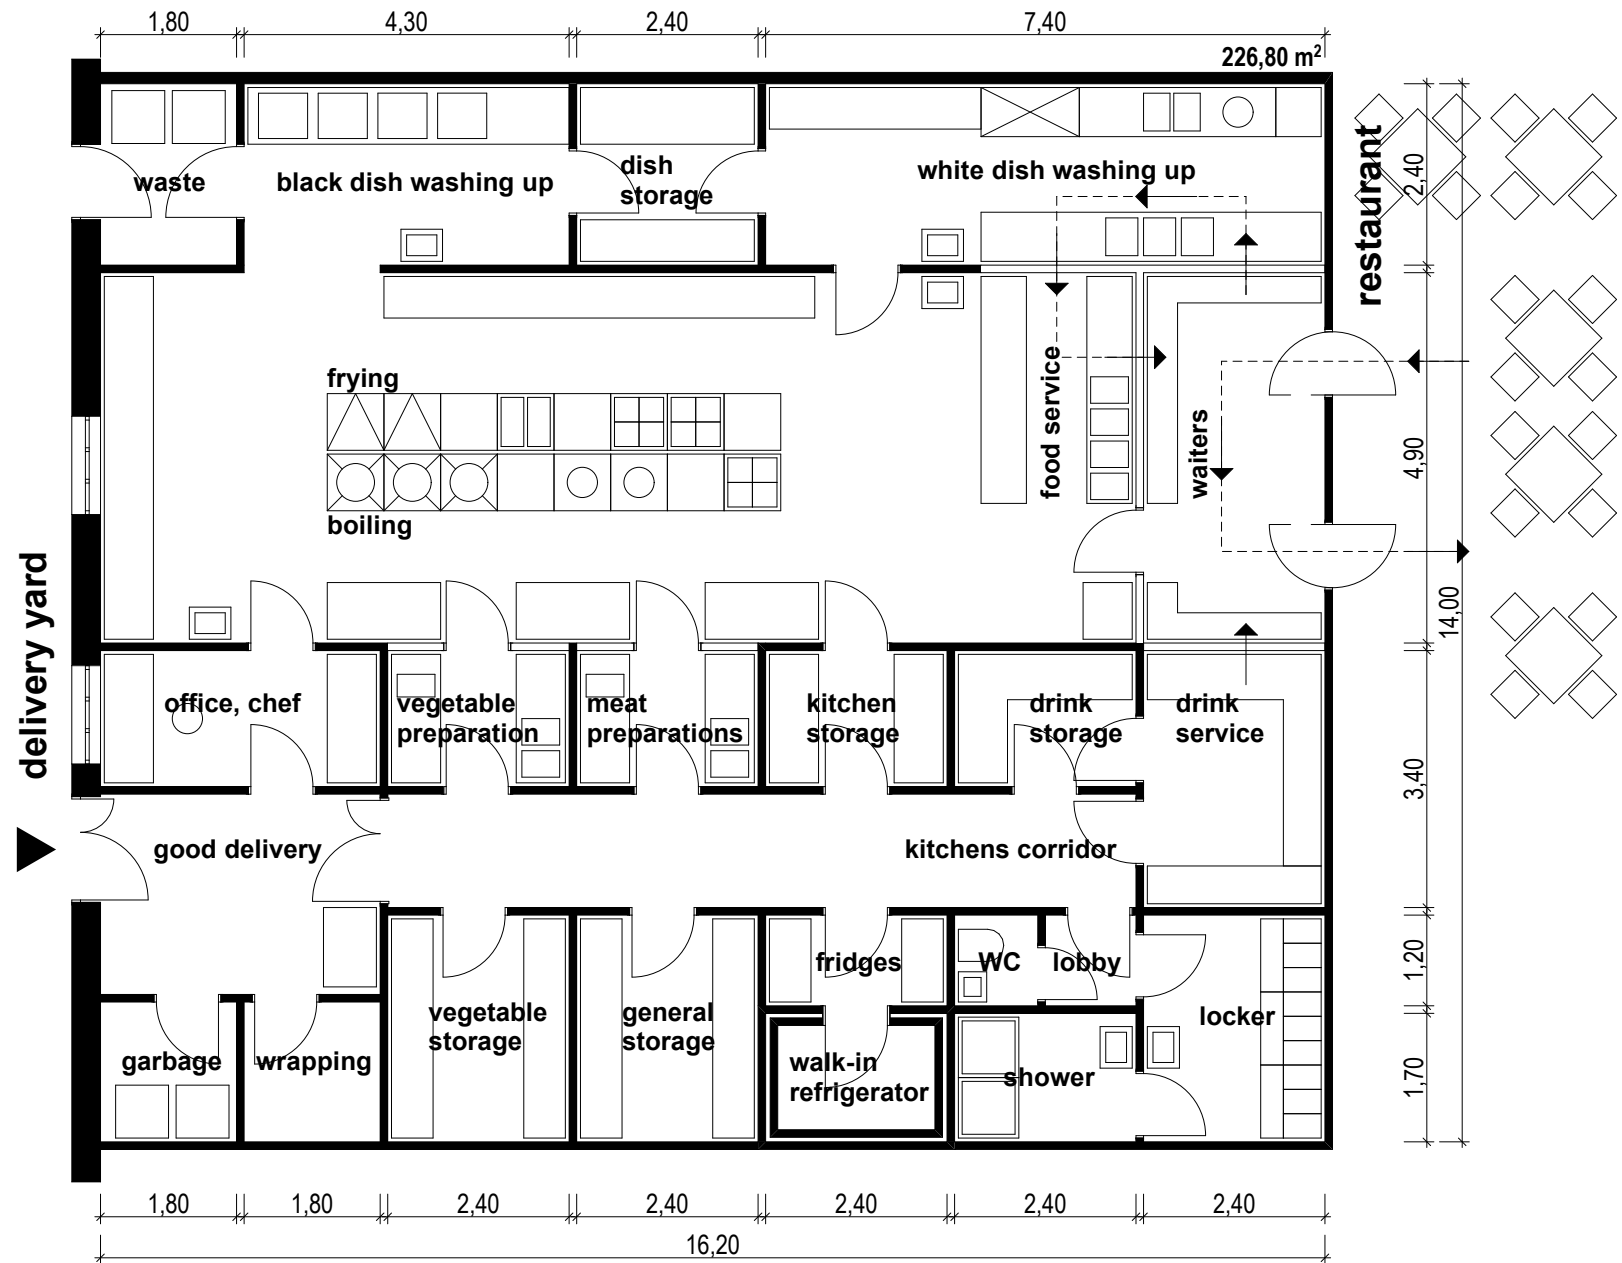 1,80
4,30
2,40
7,40
226,80 m²
waste
black dish washing up
dish
storage
white dish washing up
restaurant
2,40
frying
boiling
food service
waiters
4,90
14,00
delivery yard
office, chef
vegetable
preparation
meat
preparations
kitchen
storage
drink
storage
drink
service
3,40
good delivery
kitchens corridor
fridges
WC
lobby
1,20
vegetable
storage
general
storage
locker
garbage
wrapping
walk-in
refrigerator
shower
1,70
1,80
1,80
2,40
2,40
2,40
2,40
2,40
16,20